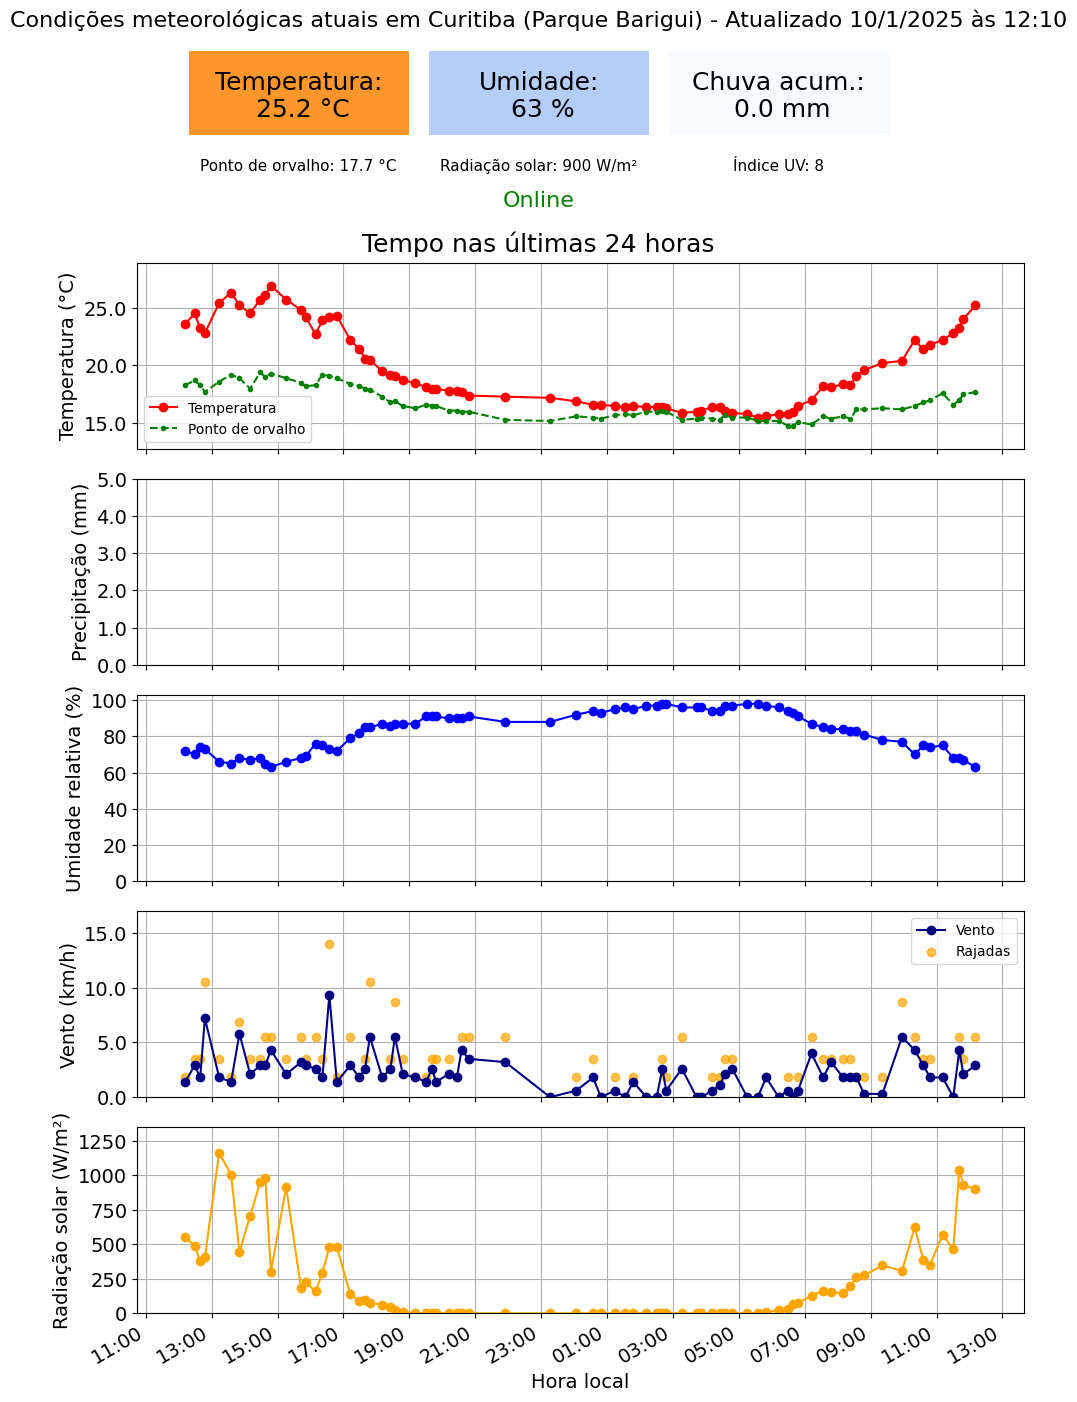 Condições meteorológicas atuais em Curitiba (Parque Barigui) - Atualizado 10/1/2025 às 12:10
Temperatura:
25.2 °C
Umidade:
63 %
Chuva acum.:
0.0 mm
Ponto de orvalho: 17.7 °C
Radiação solar: 900 W/m²
Índice UV: 8
Online
Tempo nas últimas 24 horas
Temperatura (°C)
25.0
20.0
15.0
Temperatura
Ponto de orvalho
Precipitação (mm)
5.0
4.0
3.0
2.0
1.0
0.0
Umidade relativa (%)
100
80
60
40
20
0
Vento (km/h)
15.0
10.0
5.0
0.0
Vento
Rajadas
Radiação solar (W/m²)
1250
1000
750
500
250
0
11:00
13:00
15:00
17:00
19:00
21:00
23:00
01:00
03:00
05:00
07:00
09:00
11:00
13:00
Hora local